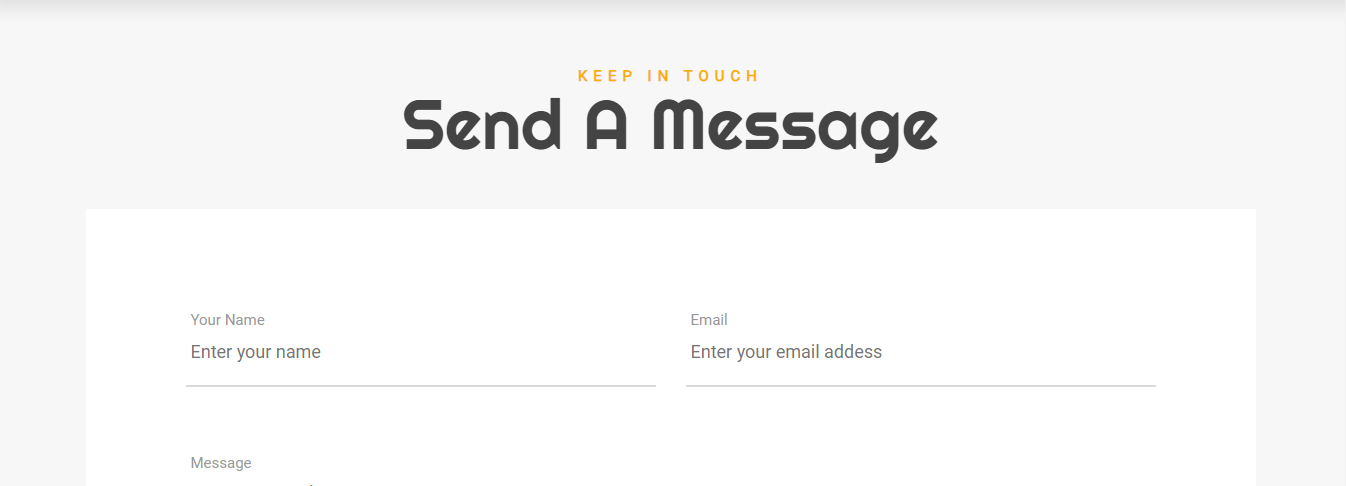 KEEP IN TOUCH
Send A Message
Your Name
Email
Enter your name
Enter your email addess
Message